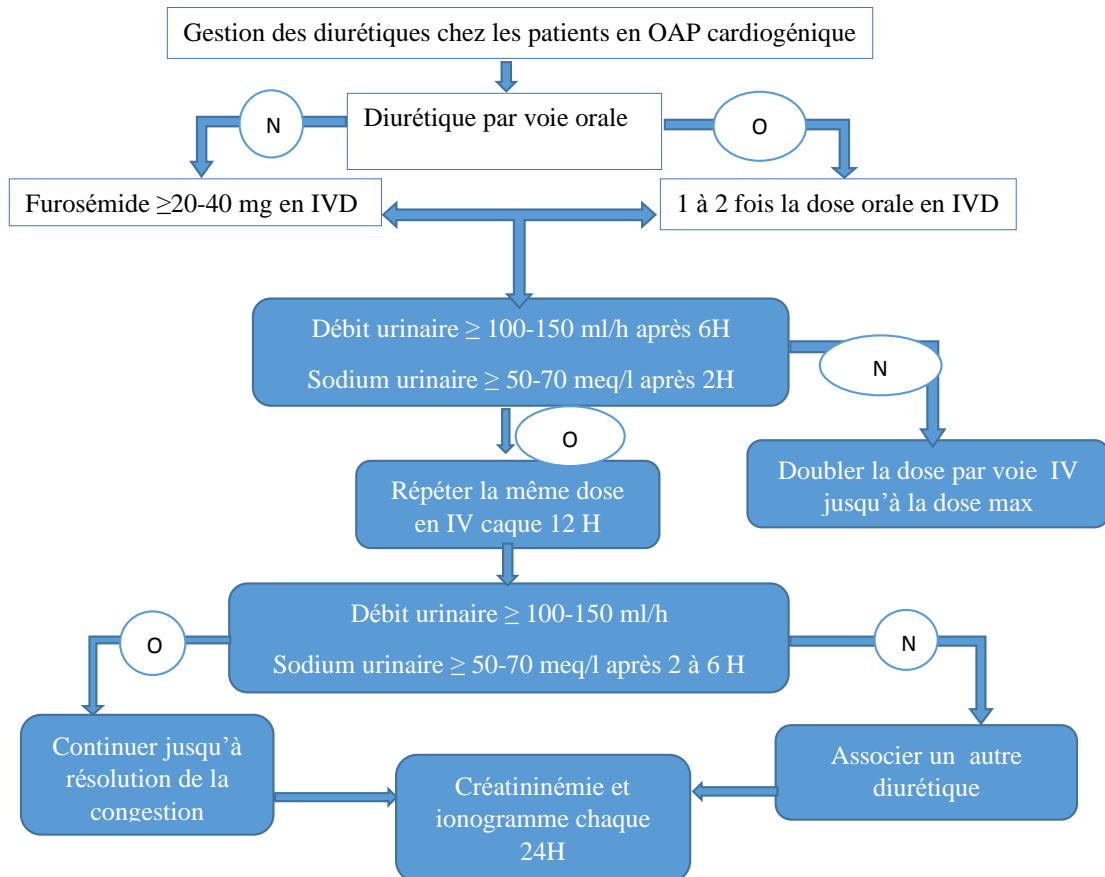 Gestion des diurétiques chez les patients en OAP cardiogénique
N
Diurétique par voie orale
O
Furosémide ≥20-40 mg en IVD
1 à 2 fois la dose orale en IVD
Débit urinaire ≥ 100-150 ml/h après 6H
Sodium urinaire ≥ 50-70 meq/l après 2H
N
O
Répéter la même dose
en IV caque 12 H
Doubler la dose par voie IV
jusqu'à la dose max
Débit urinaire ≥ 100-150 ml/h
Sodium urinaire ≥ 50-70 meq/l après 2 à 6 H
O
N
Continuer jusqu'à
résolution de la
congestion
Créatininémie et
ionogramme chaque
24H
Associer un autre
diurétique